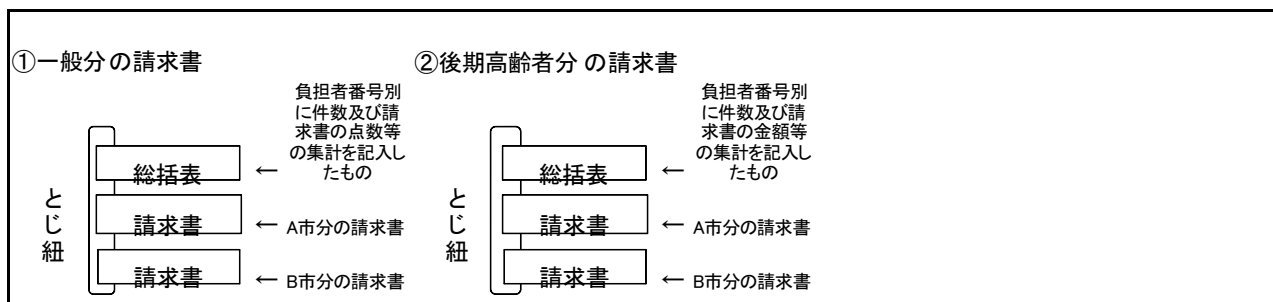 ①一般分の請求書
負担者番号別
に件数及び請
求書の点数等
の集計を記入し
たもの
総括表
←
と
じ
紐
請求書
← A市分の請求書
請求書
← B市分の請求書
②後期高齢者分 の請求書
負担者番号別
に件数及び請
求書の金額等
の集計を記入し
たもの
総括表
←
と
じ
紐
請求書
← A市分の請求書
請求書
← B市分の請求書